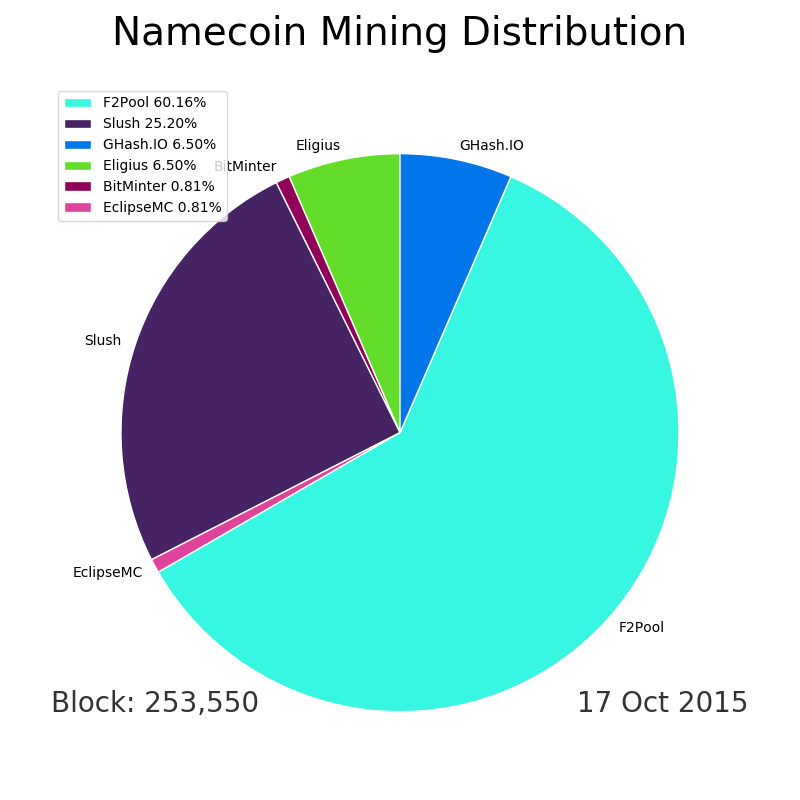 Namecoin Mining Distribution
F2Pool 60.16%
Slush 25.20%
GHash.IO 6.50%
Eligius 6.50%
BitMinter 0.81%
EclipseMC 0.81%
Eligius
GHash.IO
BitMinter
Slush
EclipseMC
F2Pool
Block: 253,550
17 Oct 2015